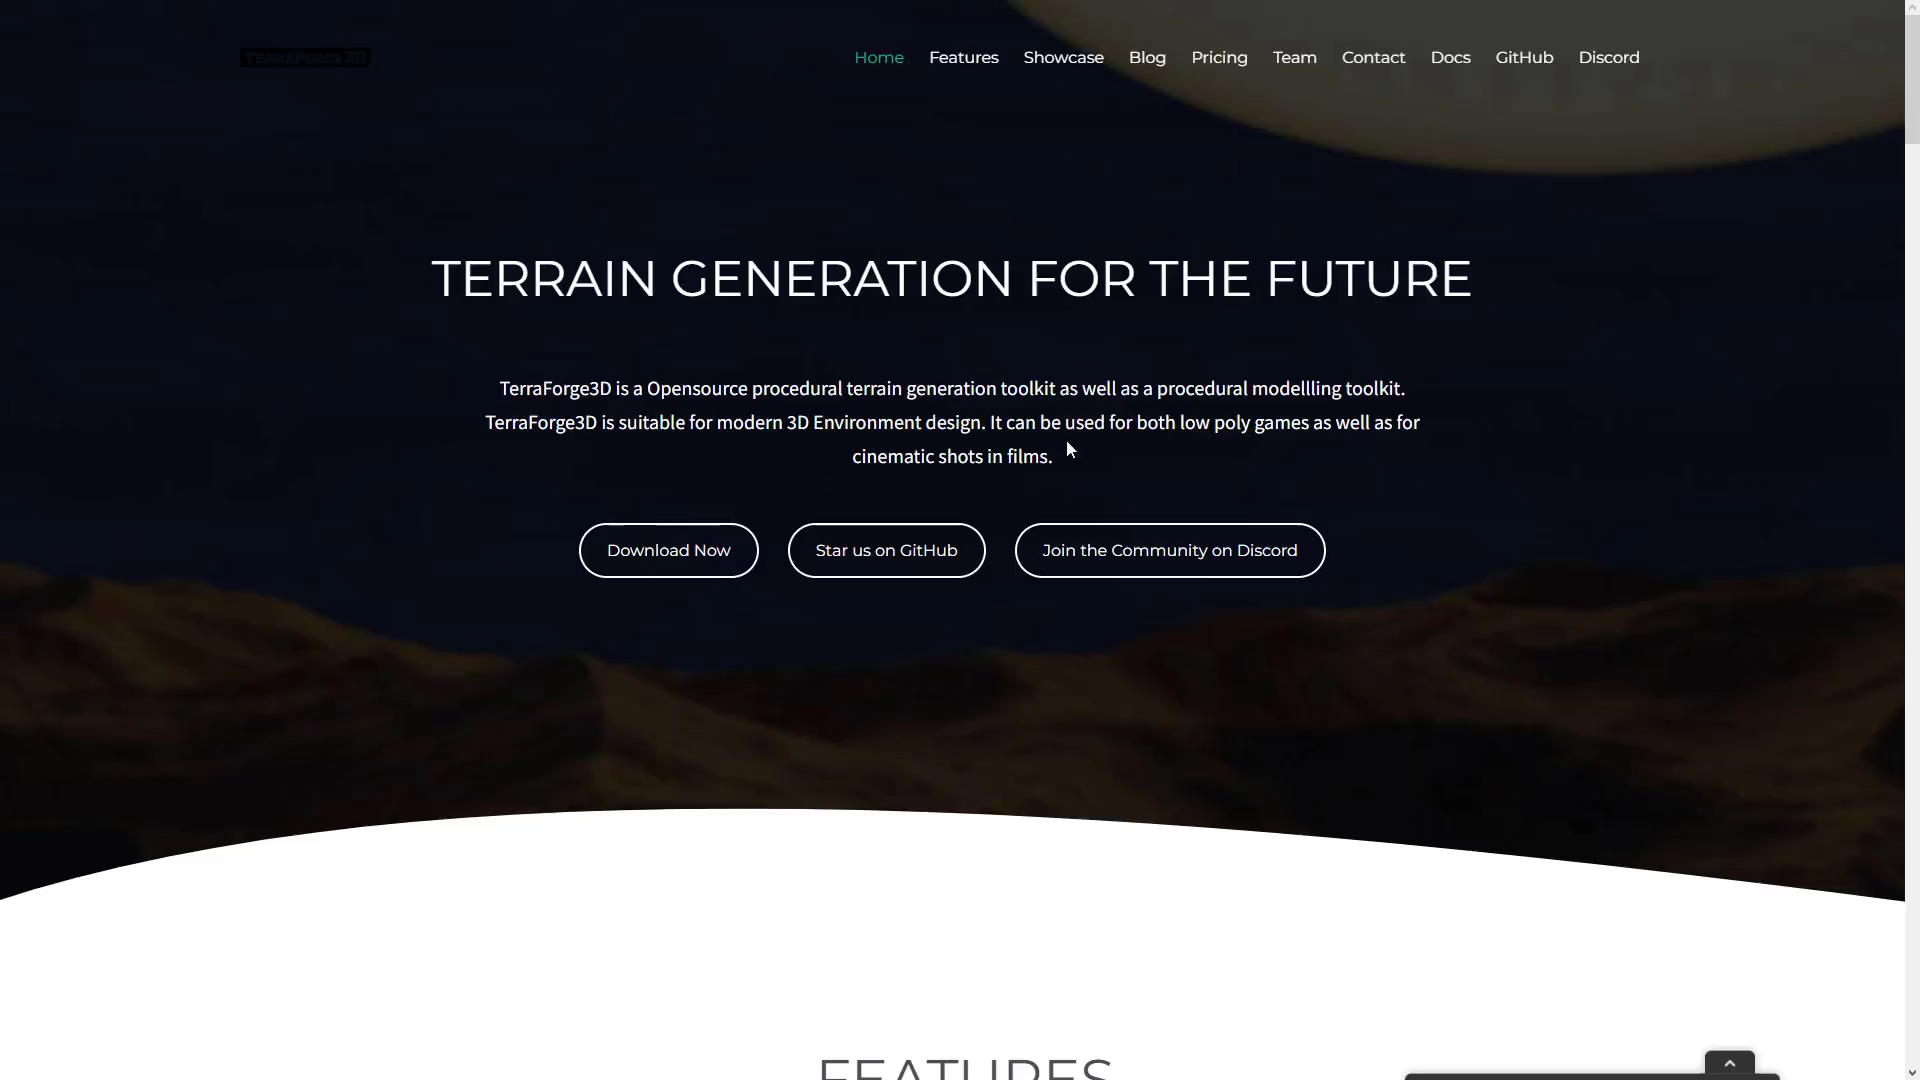 TerraForge 3D
Home Features Showcase Blog Pricing Team Contact Docs GitHub Discord
TERRAIN GENERATION FOR THE FUTURE
TerraForge3D is a Opensource procedural terrain generation toolkit as well as a procedural modellling toolkit.
TerraForge3D is suitable for modern 3D Environment design. It can be used for both low poly games as well as for
cinematic shots in films.
Download Now Star us on GitHub Join the Community on Discord
FEATURES